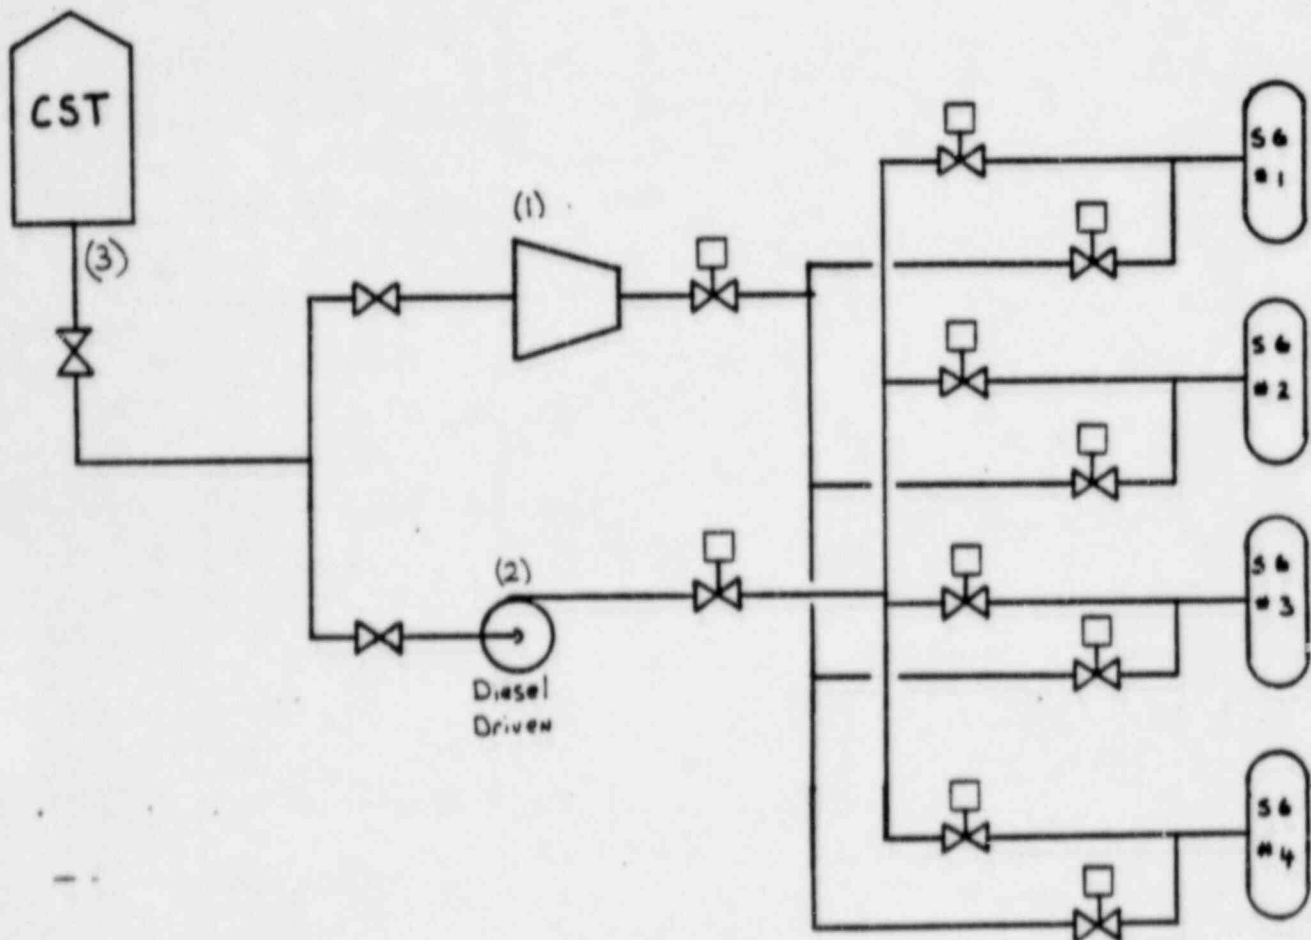 CST
(3)
(1)
(2)
Diesel
Driven
SG
#1
SG
#2
SG
#3
SG
#4